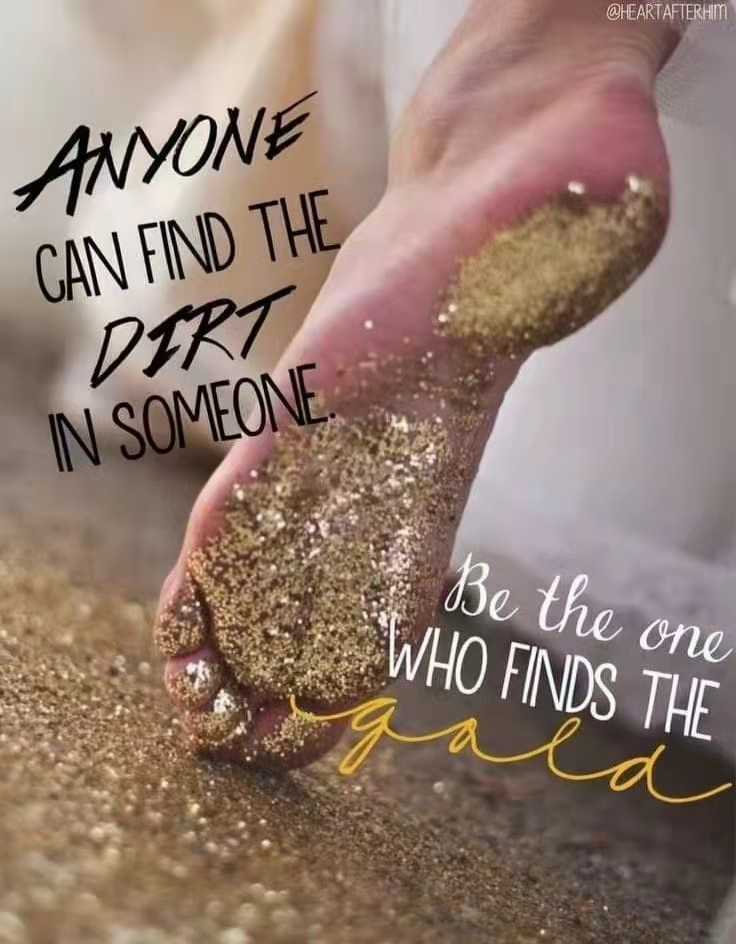 @HEARTAFTERHIM
ANYONE
CAN FIND THE
DIRT
IN SOMEONE.
Be the one
WHO FINDS THE
gold